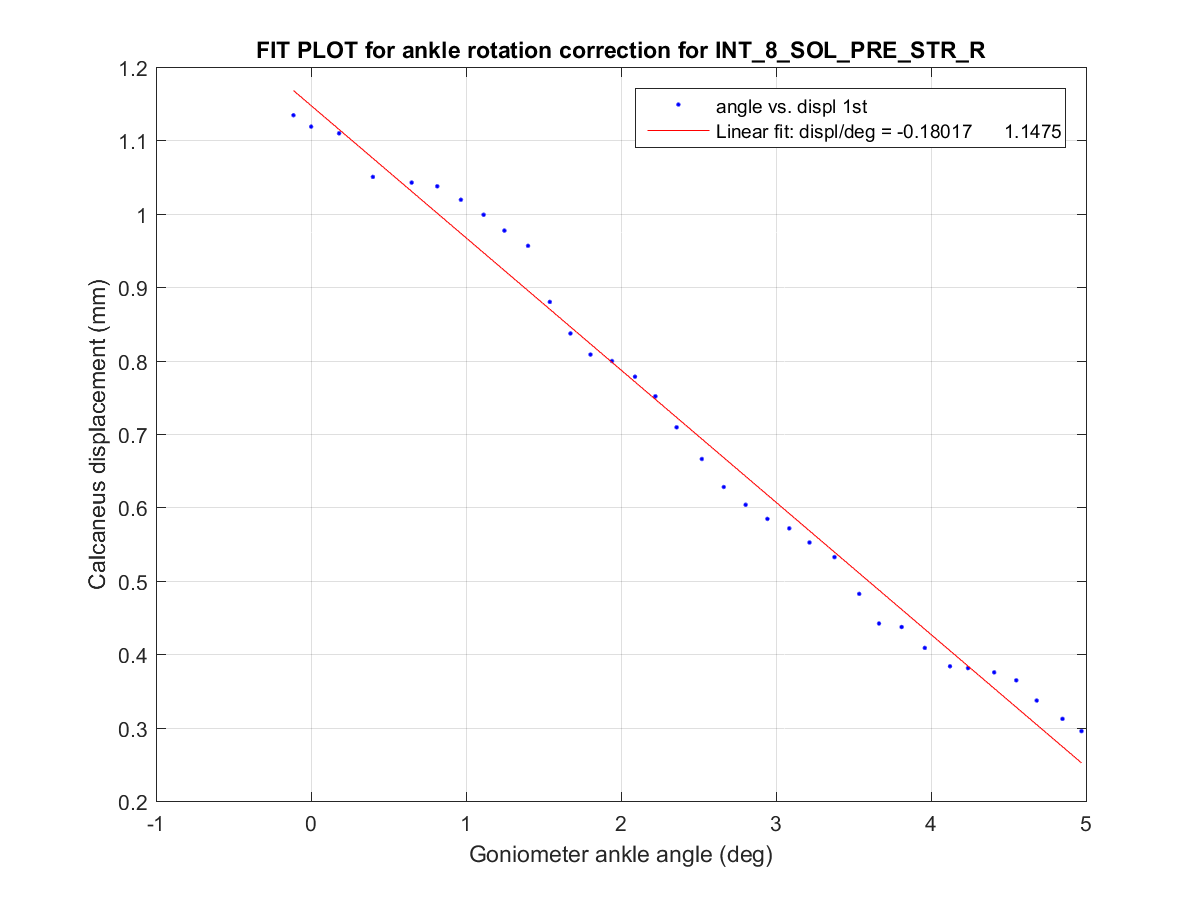 FIT PLOT for ankle rotation correction for INT_8_SOL_PRE_STR_R
angle vs. displ 1st
Linear fit: displ/deg = -0.18017 1.1475
Calcaneus displacement (mm)
1.2
1.1
1
0.9
0.8
0.7
0.6
0.5
0.4
0.3
0.2
-1 0 1 2 3 4 5
Goniometer ankle angle (deg)